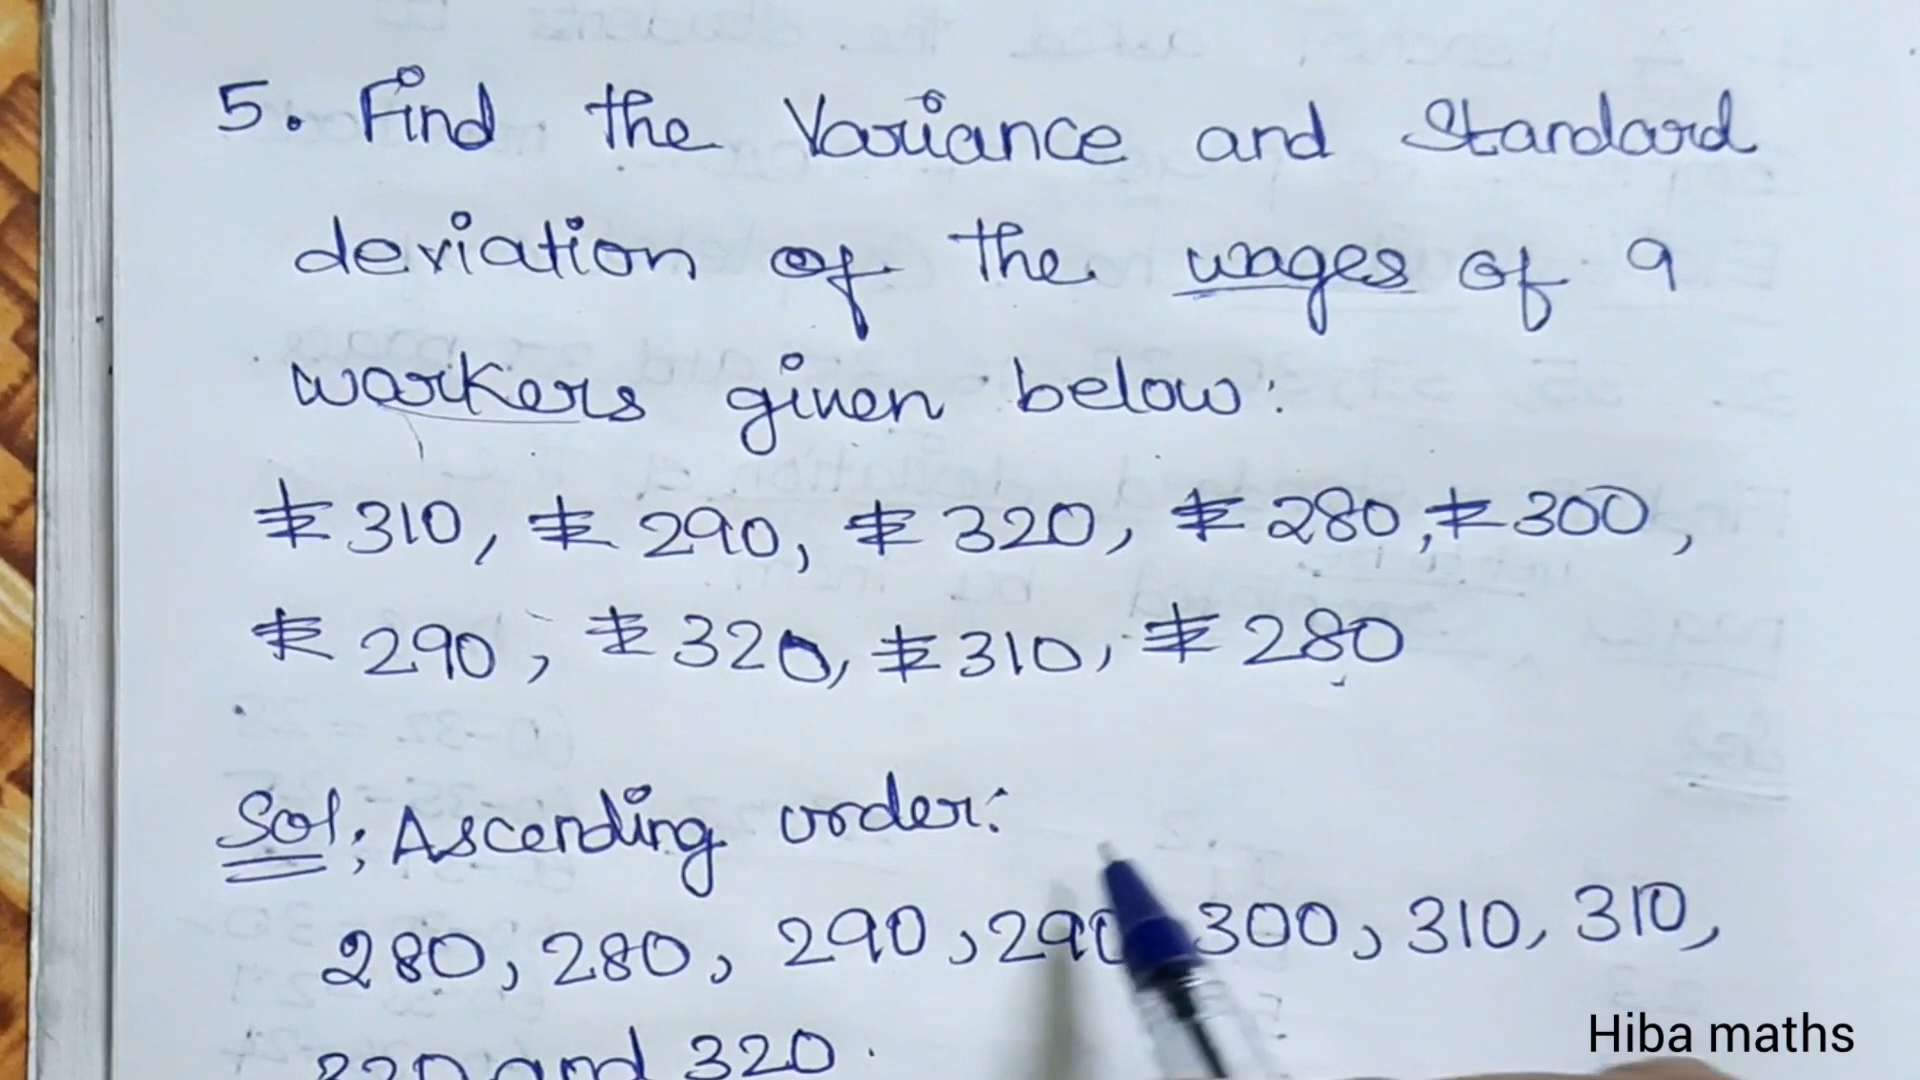 5. Find the Variance and Standard
deviation of the wages of 9
workers given below:
₹ 310, ₹ 290, ₹ 320, ₹ 280, ₹ 300,
₹ 290, ₹ 320, ₹ 310, ₹ 280
Sol; Ascending order:
280, 280, 290, 290 300, 310, 310,
320 and 320.
Hiba maths